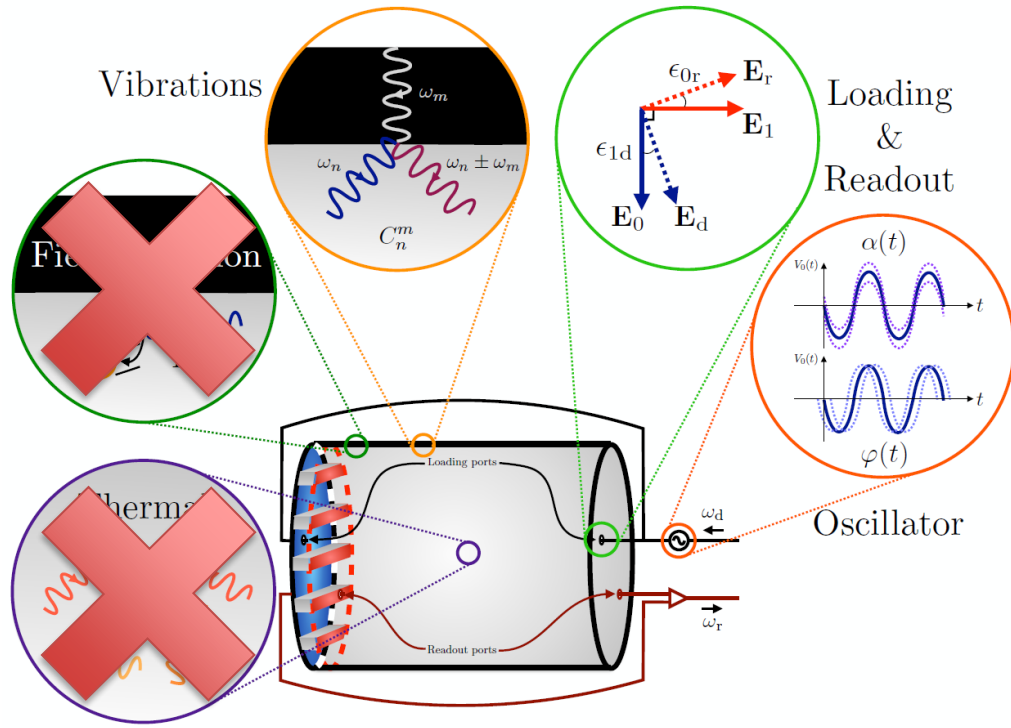 Vibrations
ω_m
ω_n
ω_n ± ω_m
C_n^m
ϵ_0r
E_r
E_1
ϵ_1d
E_0
E_d
Loading
&
Readout
α(t)
V_0(t)
t
V_0(t)
t
φ(t)
Oscillator
Loading ports
ω_d
Readout ports
ω_r